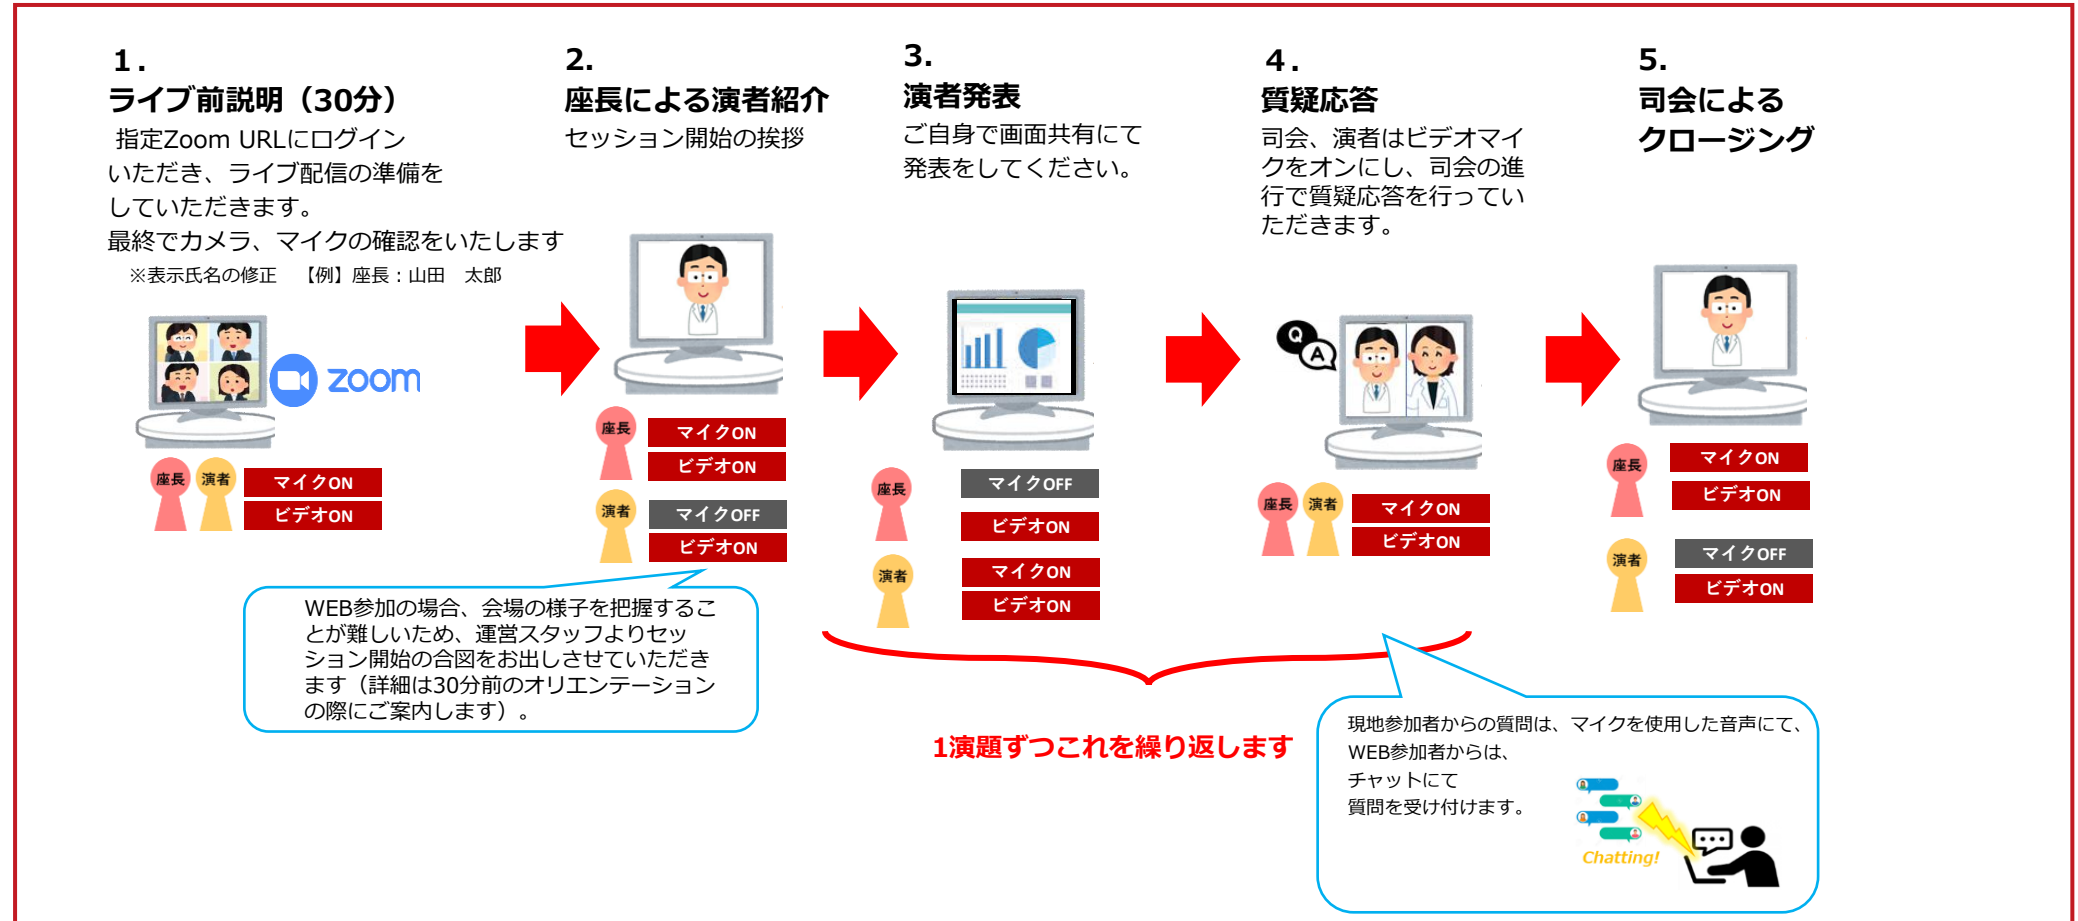 １．
ライブ前説明（30分）
指定Zoom URLにログイン
いただき、ライブ配信の準備を
していただきます。
最終でカメラ、マイクの確認をいたします
※表示氏名の修正　【例】座長：山田　太郎
zoom
座長
演者
マイクON
ビデオON
2.
座長による演者紹介
セッション開始の挨拶
座長
マイクON
ビデオON
演者
マイクOFF
ビデオON
WEB参加の場合、会場の様子を把握するこ
とが難しいため、運営スタッフよりセッ
ション開始の合図をお出しさせていただき
ます（詳細は30分前のオリエンテーション
の際にご案内します）。
3.
演者発表
ご自身で画面共有にて
発表をしてください。
座長
マイクOFF
ビデオON
演者
マイクON
ビデオON
４．
質疑応答
司会、演者はビデオマイ
クをオンにし、司会の進
行で質疑応答を行ってい
ただきます。
Q
A
座長
演者
マイクON
ビデオON
1演題ずつこれを繰り返します
現地参加者からの質問は、マイクを使用した音声にて、
WEB参加者からは、
チャットにて
質問を受け付けます。
Chatting!
5.
司会による
クロージング
座長
マイクON
ビデオON
演者
マイクOFF
ビデオON